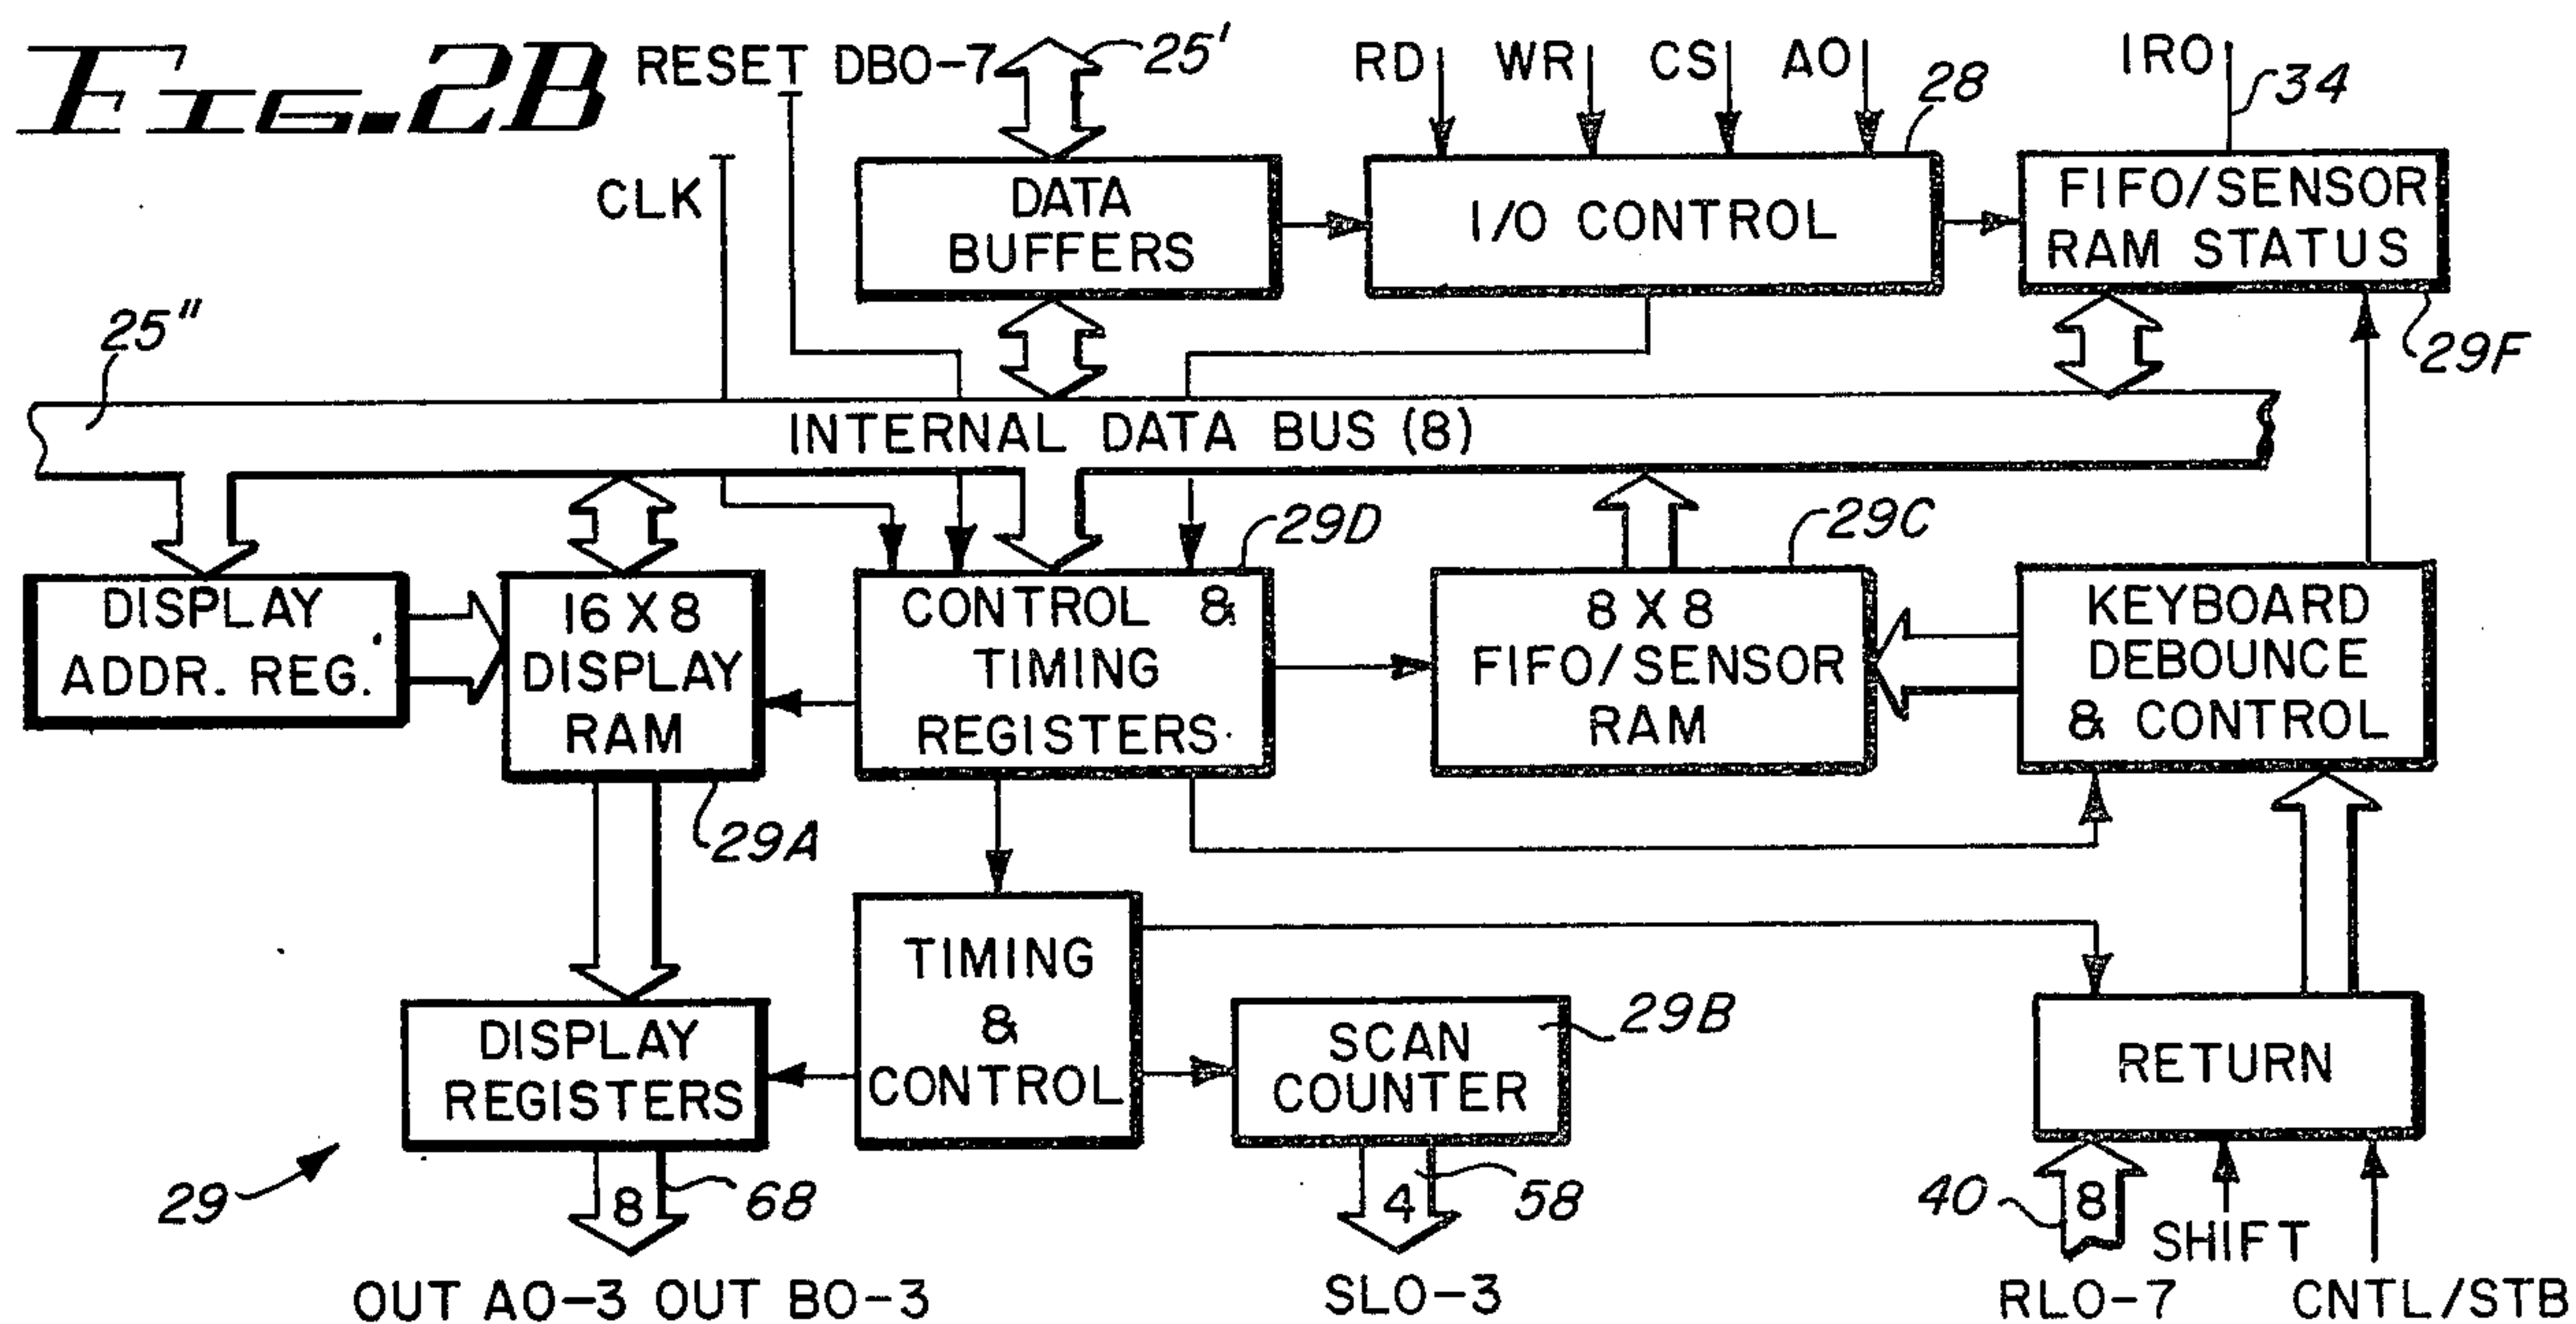 FIG. 2B
RESET
DB0-7
25'
RD
WR
CS
A0
28
IRO
34
CLK
DATA
BUFFERS
I/O CONTROL
FIFO/SENSOR
RAM STATUS
25"
29F
INTERNAL DATA BUS (8)
29D
29C
DISPLAY
ADDR. REG.
16 X 8
DISPLAY
RAM
CONTROL &
TIMING
REGISTERS
8 X 8
FIFO/SENSOR
RAM
KEYBOARD
DEBOUNCE
& CONTROL
29A
TIMING
&
CONTROL
DISPLAY
REGISTERS
SCAN
COUNTER
29B
RETURN
29
8
68
4
58
40
8
SHIFT
OUT A0-3 OUT B0-3
SL0-3
RL0-7
CNTL/STB